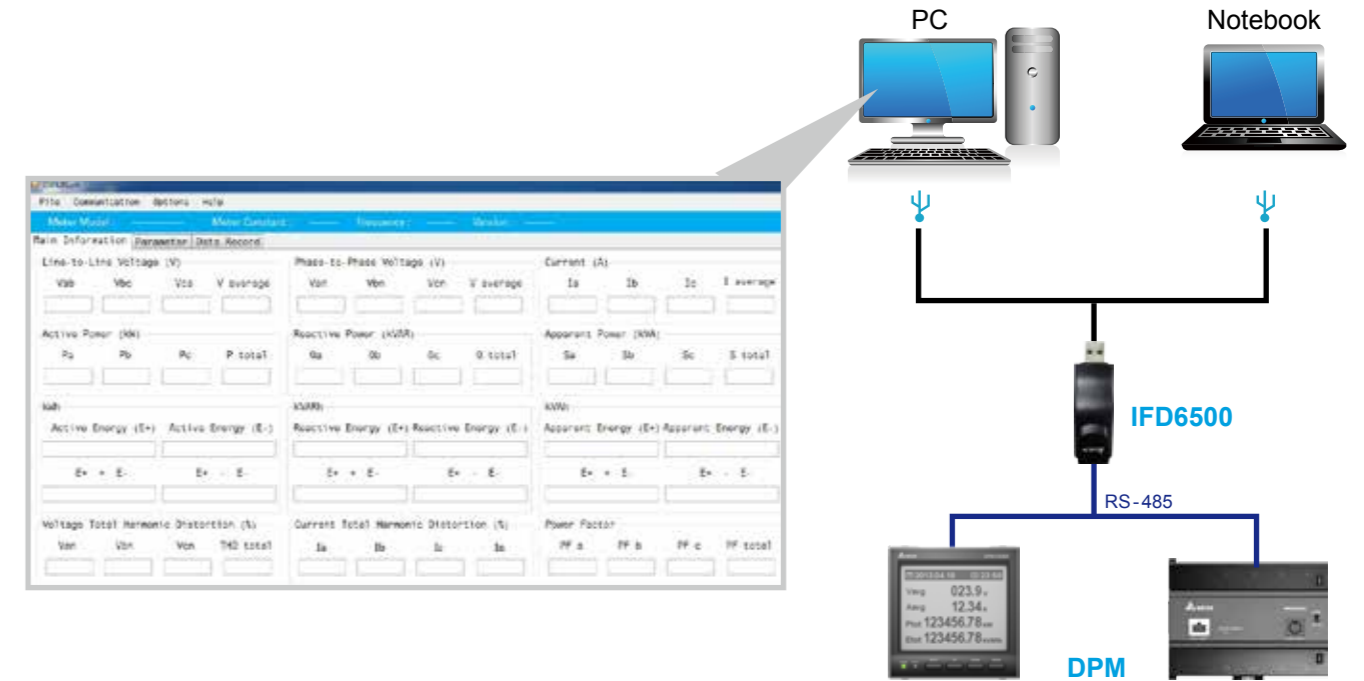 PC
Notebook
File Communication Options Help
Meter Model : Meter Constant : Frequency : Version :
Main Information Parameter Data Record
Line-to-Line Voltage (V)
Vab Vbc Vca V average
Phase-to-Phase Voltage (V)
Van Vbn Vcn V average
Current (A)
Ia Ib Ic I average
Active Power (kW)
Pa Pb Pc P total
Reactive Power (kVAR)
Qa Qb Qc Q total
Apparent Power (kVA)
Sa Sb Sc S total
kWh
Active Energy (E+) Active Energy (E-)
E+ + E- E+ - E-
kVARh
Reactive Energy (E+) Reactive Energy (E-)
E+ + E- E+ - E-
kVAh
Apparent Energy (E+) Apparent Energy (E-)
E+ + E- E+ - E-
Voltage Total Harmonic Distortion (%)
Van Vbn Vcn THD total
Current Total Harmonic Distortion (%)
Ia Ib Ic In
Power Factor
PF a PF b PF c PF total
IFD6500
RS-485
Vavg 023.9 v
Aavg 12.34 A
Ptot 123456.78 kW
Etot 123456.78
DPM